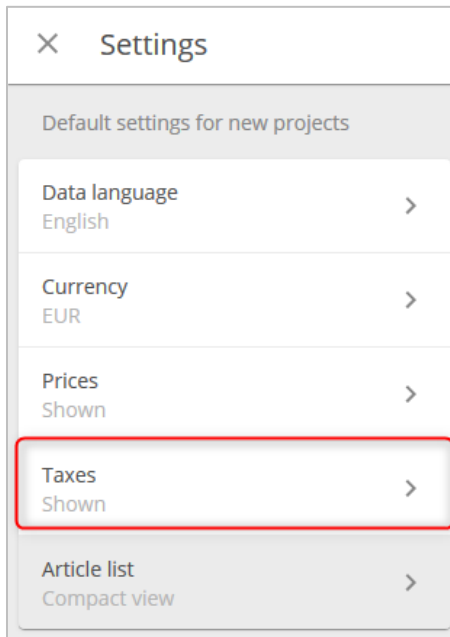 Settings
Default settings for new projects
Data language
English
Currency
EUR
Prices
Shown
Taxes
Shown
Article list
Compact view